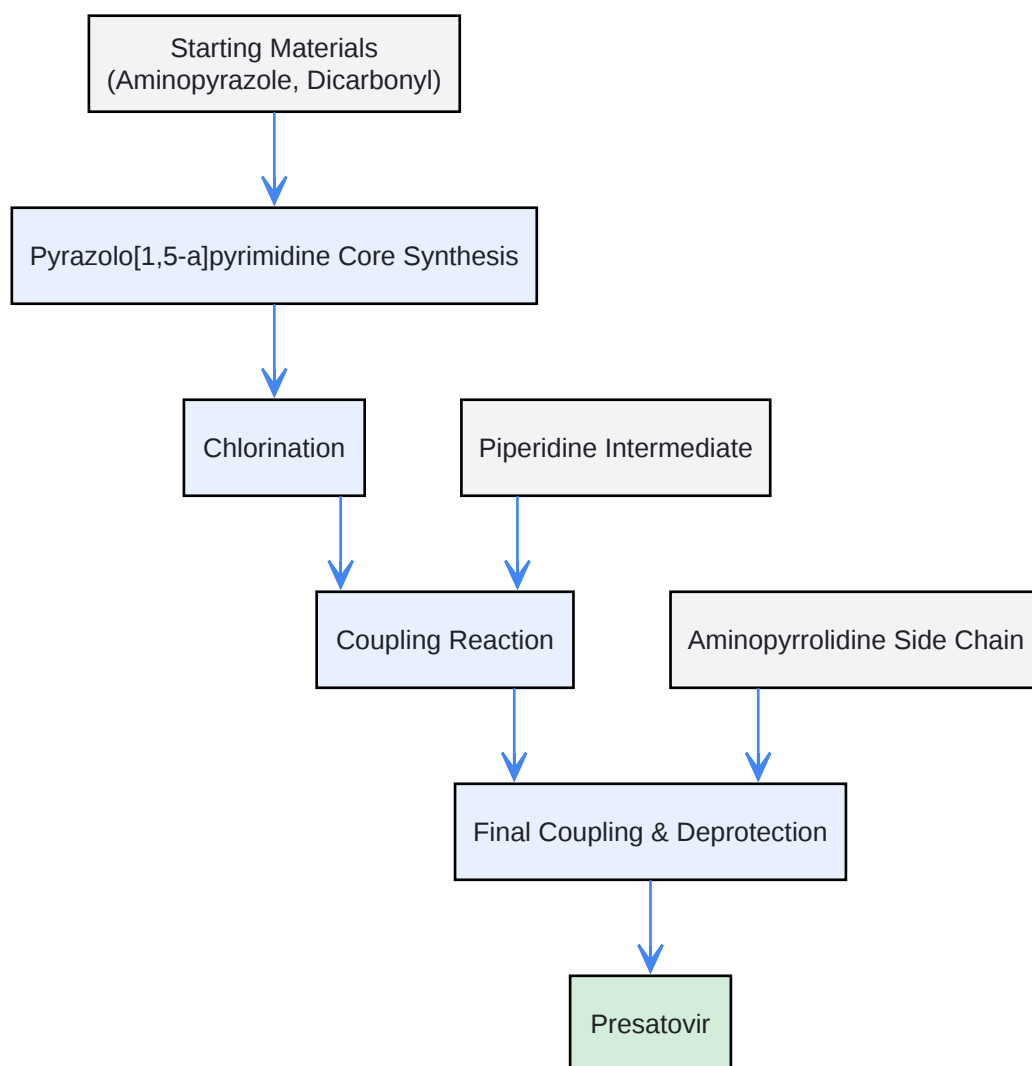 Starting Materials
(Aminopyrazole, Dicarbonyl)
Pyrazolo[1,5-a]pyrimidine Core Synthesis
Chlorination
Piperidine Intermediate
Coupling Reaction
Aminopyrrolidine Side Chain
Final Coupling & Deprotection
Presatovir